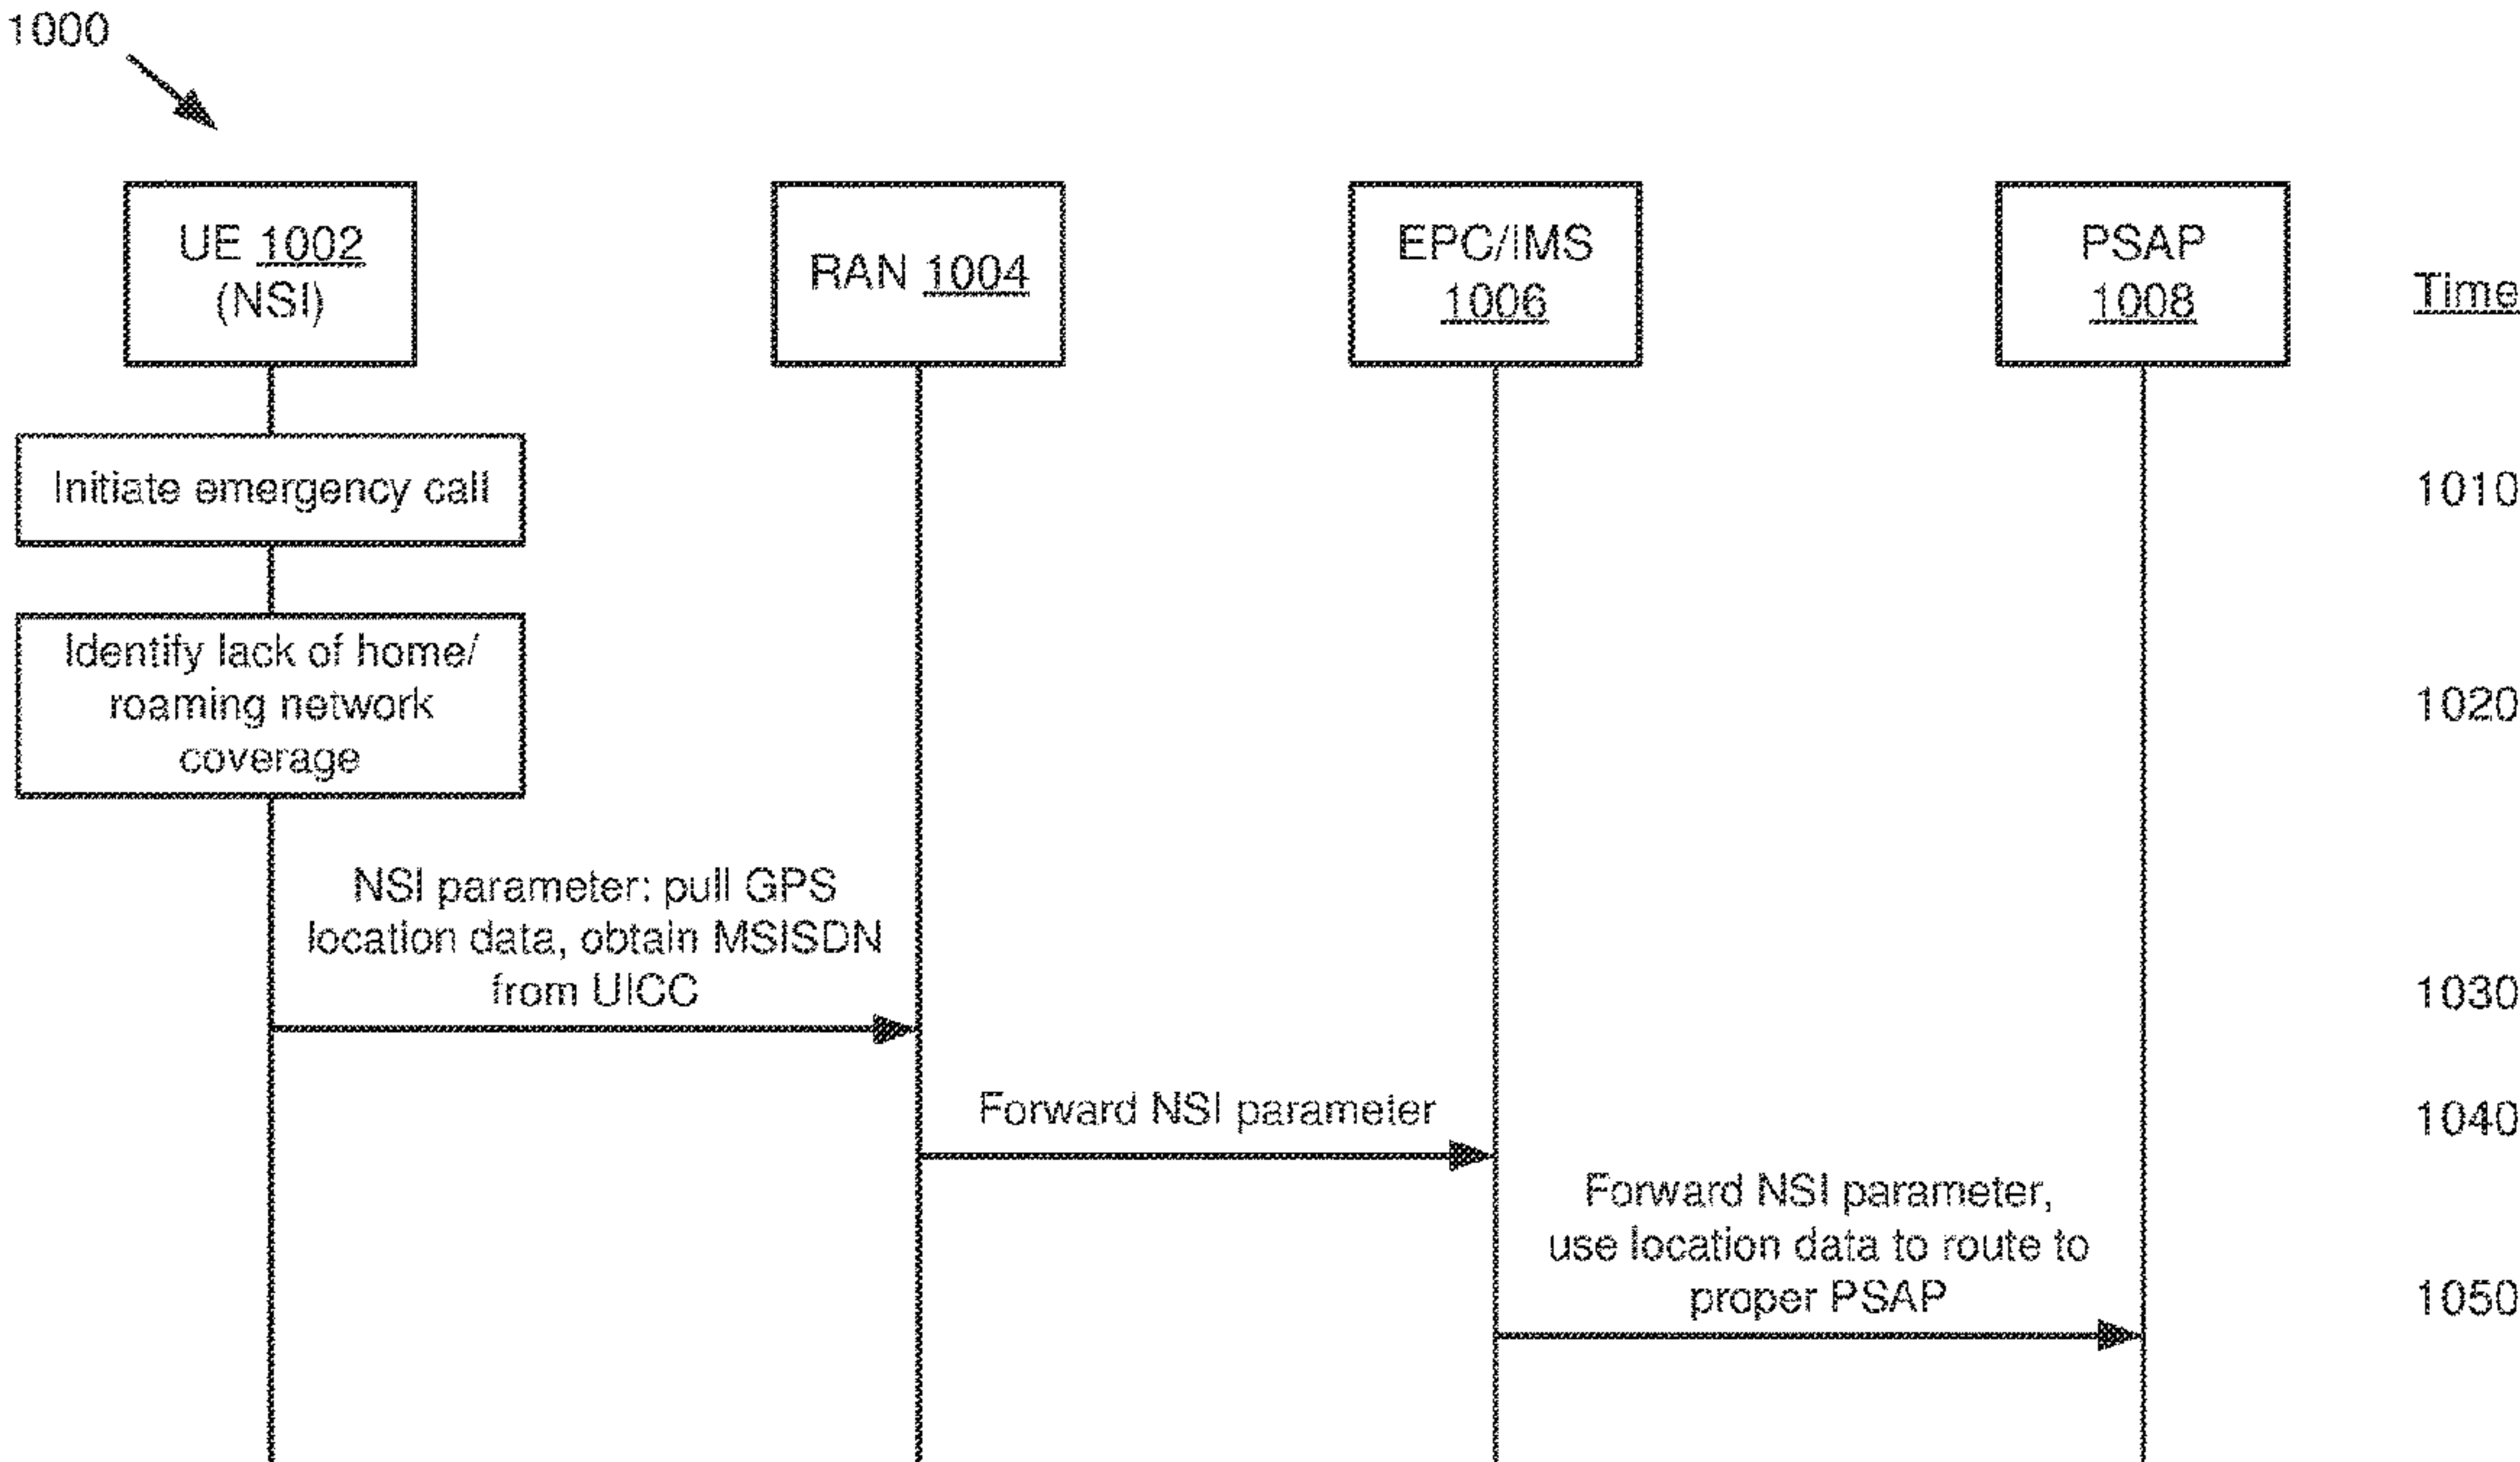 1000
UE 1002
(NSI)
RAN 1004
EPC/IMS
1006
PSAP
1008
Time
Initiate emergency call
1010
Identify lack of home/
roaming network
coverage
1020
NSI parameter: pull GPS
location data, obtain MSISDN
from UICC
1030
Forward NSI parameter
1040
Forward NSI parameter,
use location data to route to
proper PSAP
1050